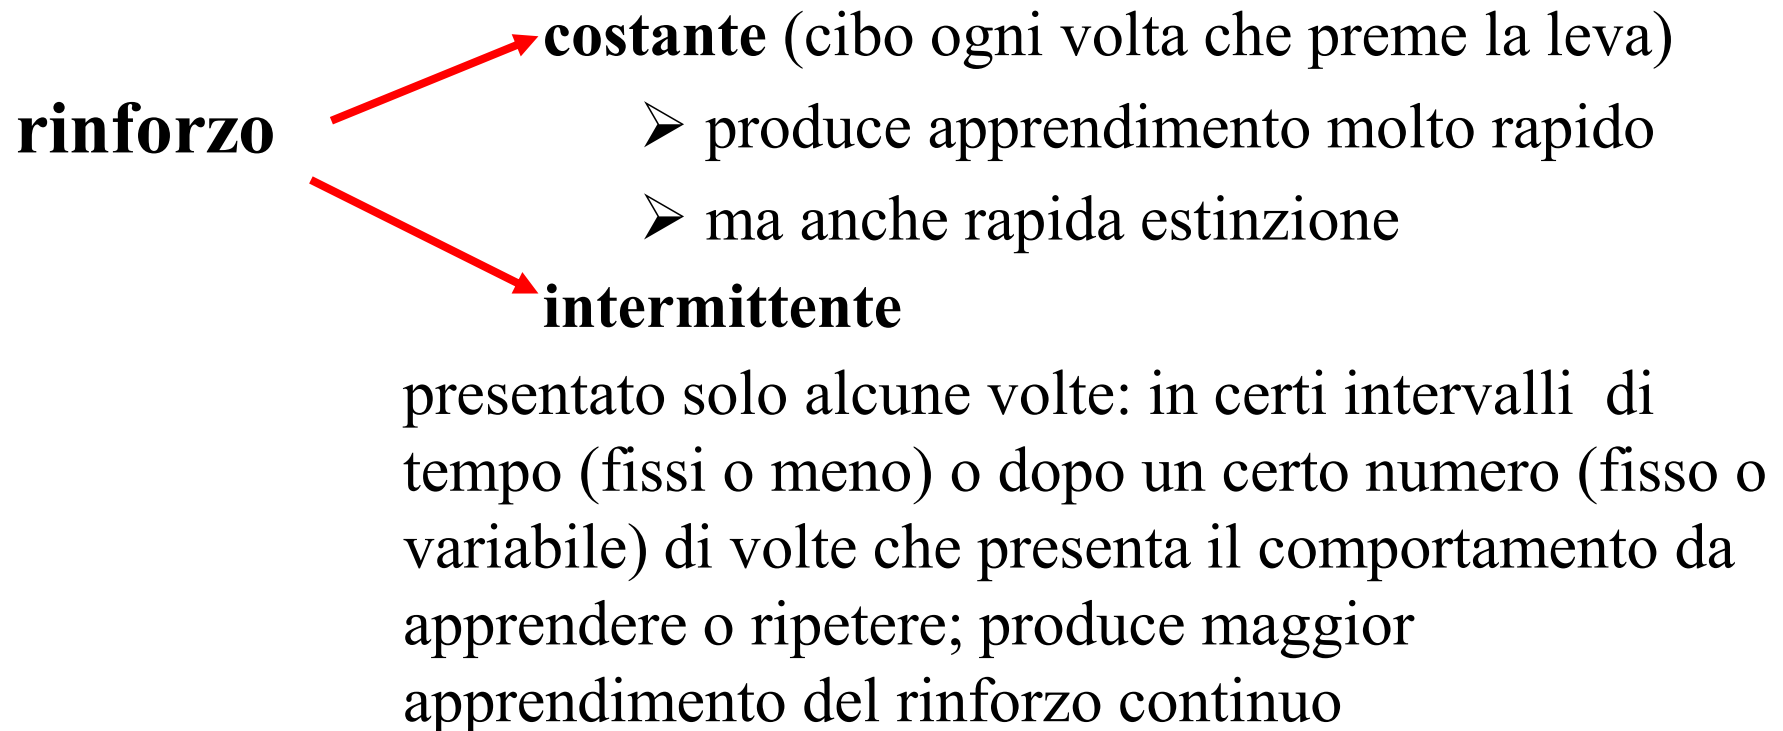 costante (cibo ogni volta che preme la leva)
rinforzo
➢ produce apprendimento molto rapido
➢ ma anche rapida estinzione
intermittente
presentato solo alcune volte: in certi intervalli di
tempo (fissi o meno) o dopo un certo numero (fisso o
variabile) di volte che presenta il comportamento da
apprendere o ripetere; produce maggior
apprendimento del rinforzo continuo